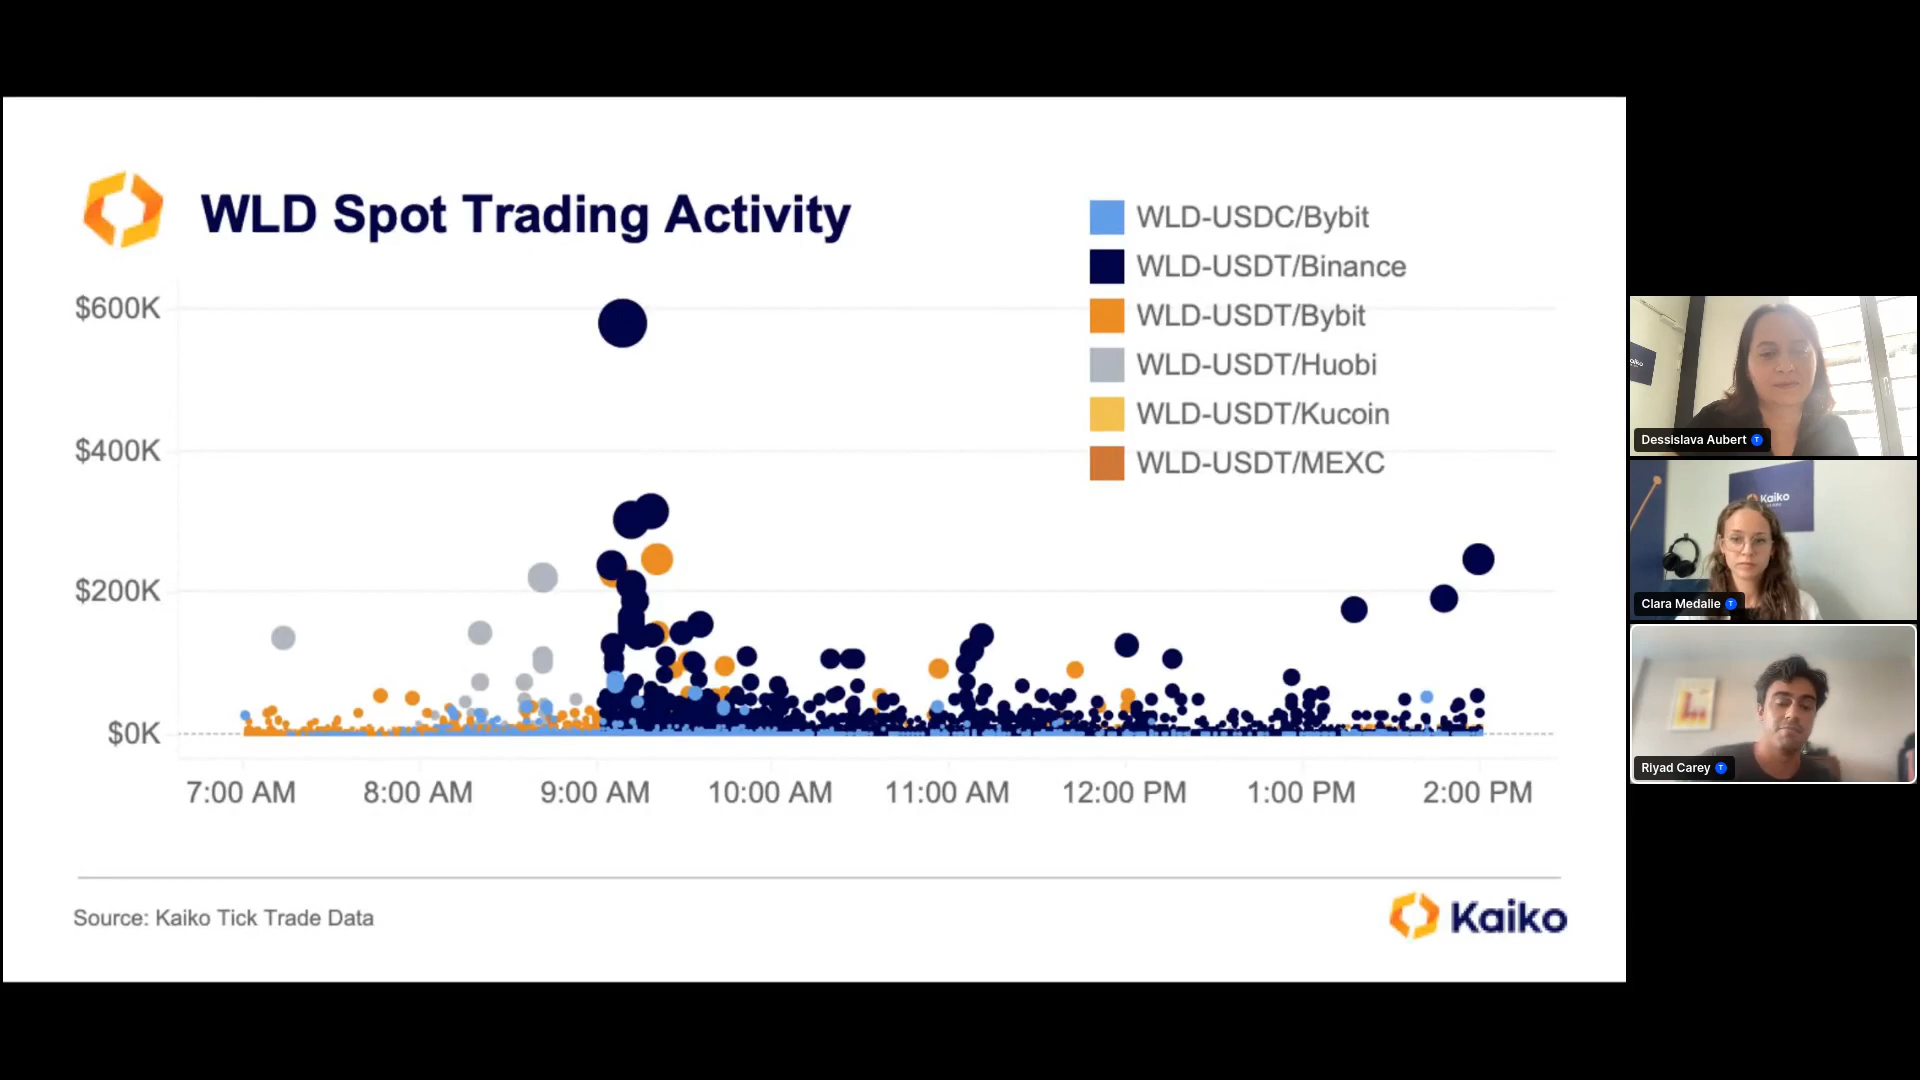 WLD Spot Trading Activity
WLD-USDC/Bybit
WLD-USDT/Binance
WLD-USDT/Bybit
WLD-USDT/Huobi
WLD-USDT/Kucoin
WLD-USDT/MEXC
$600K
$400K
$200K
$0K
7:00 AM
8:00 AM
9:00 AM
10:00 AM
11:00 AM
12:00 PM
1:00 PM
2:00 PM
Source: Kaiko Tick Trade Data
Kaiko
Dessislava Aubert T
Kaiko
Clara Medalie T
Riyad Carey T